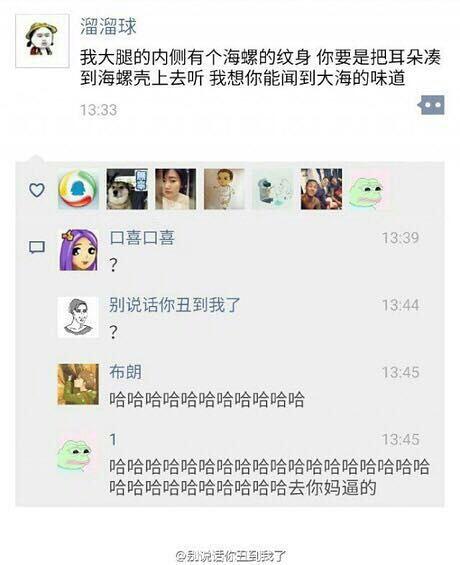 溜溜球
我大腿的内侧有个海螺的纹身 你要是把耳朵凑
到海螺壳上去听 我想你能闻到大海的味道
13:33
口喜口喜
13:39
？
别说话你丑到我了
13:44
？
布朗
13:45
哈哈哈哈哈哈哈哈哈哈哈
1
13:45
哈哈哈哈哈哈哈哈哈哈哈哈哈哈哈哈哈哈
哈哈哈哈哈哈哈哈哈哈去你妈逼的
@别说话你丑到我了